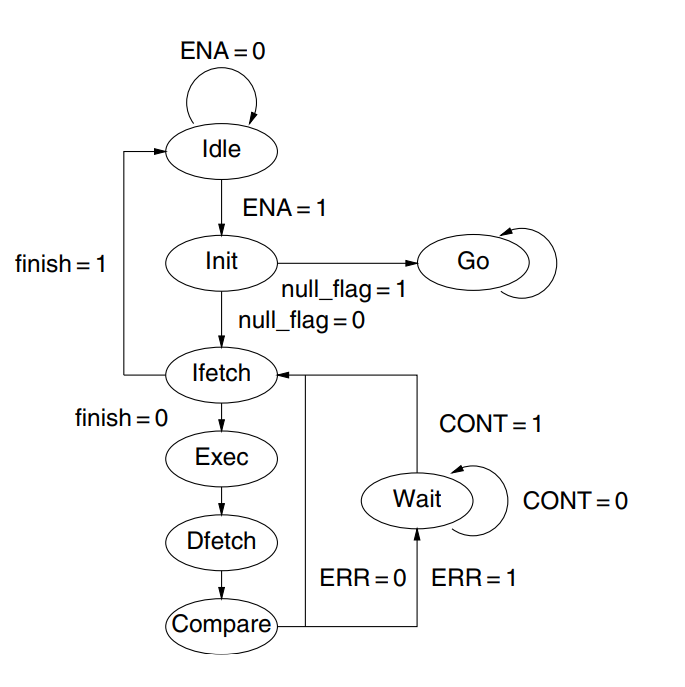 ENA = 0
Idle
ENA = 1
finish = 1
Init
Go
null_flag = 1
null_flag = 0
Ifetch
finish = 0
CONT = 1
Exec
Wait
CONT = 0
Dfetch
ERR = 0
ERR = 1
Compare